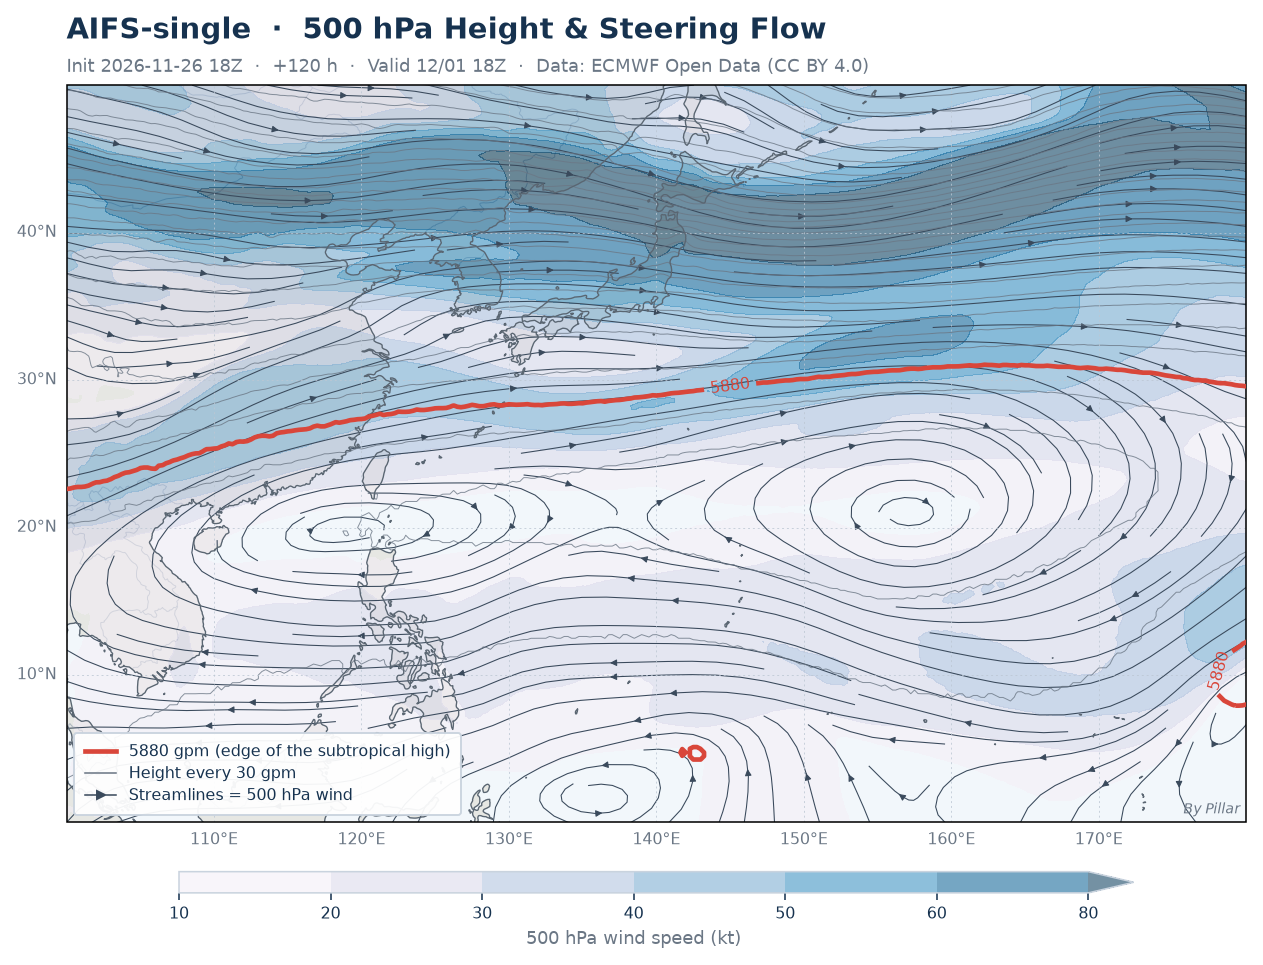 AIFS-single · 500 hPa Height & Steering Flow
Init 2026-11-26 18Z · +120 h · Valid 12/01 18Z · Data: ECMWF Open Data (CC BY 4.0)
40°N
30°N
20°N
10°N
5880
5880
5880 gpm (edge of the subtropical high)
Height every 30 gpm
Streamlines = 500 hPa wind
By Pillar
110°E 120°E 130°E 140°E 150°E 160°E 170°E
10 20 30 40 50 60 80
500 hPa wind speed (kt)